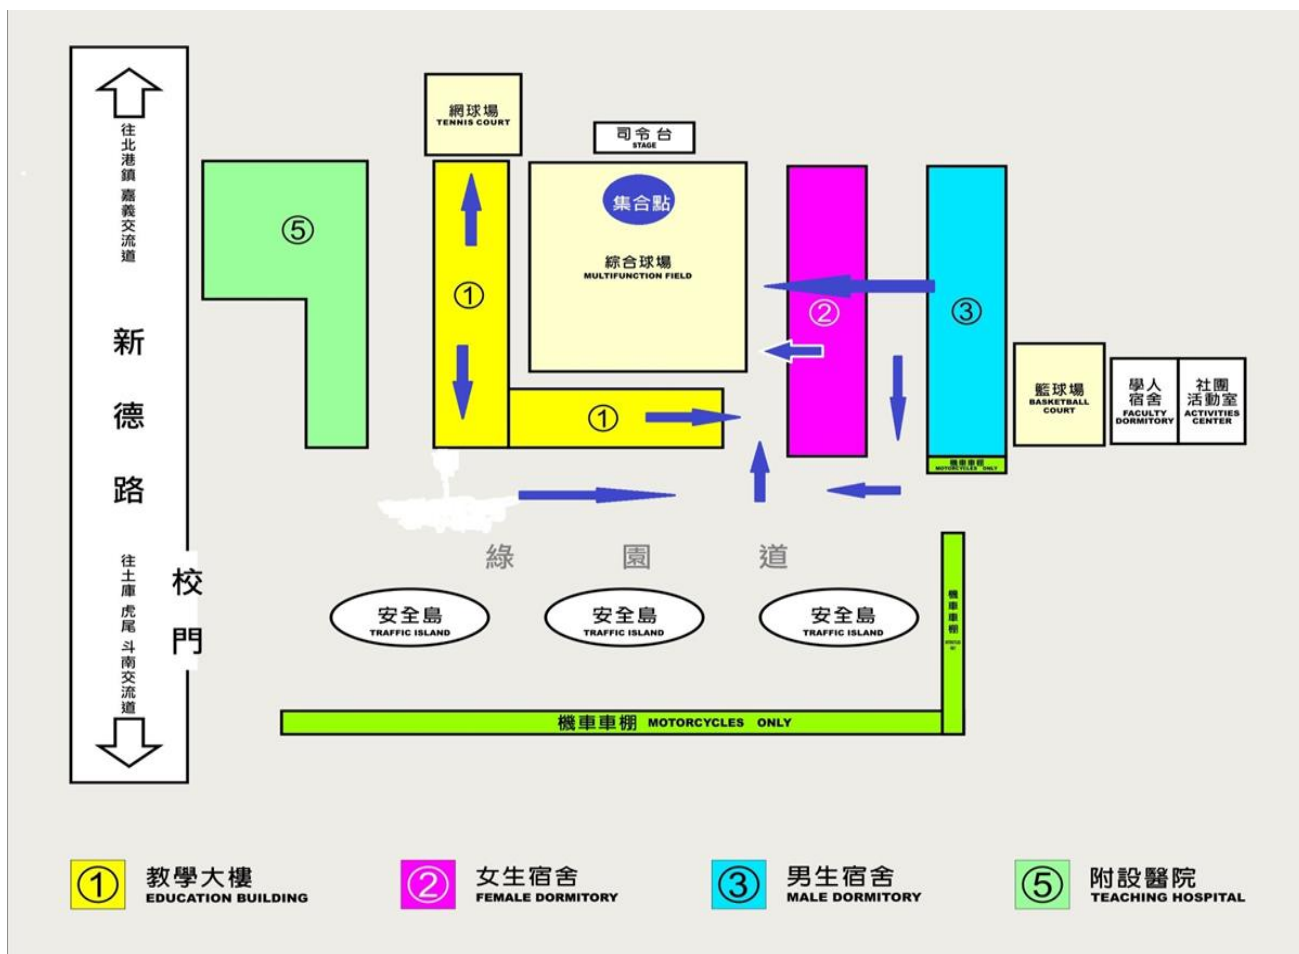 往北港鎮 嘉義交流道
新德路
往土庫 虎尾 斗南交流道
校門
網球場
TENNIS COURT
司令台
STAGE
集合點
綜合球場
MULTIFUNCTION FIELD
⑤
①
①
②
③
籃球場
BASKETBALL
COURT
學人
宿舍
FACULTY
DORMITORY
社團
活動室
ACTIVITIES
CENTER
機車車棚
MOTORCYCLES ONLY
綠園道
安全島
TRAFFIC ISLAND
安全島
TRAFFIC ISLAND
安全島
TRAFFIC ISLAND
機車車棚
機車車棚 MOTORCYCLES ONLY
① 教學大樓
EDUCATION BUILDING
② 女生宿舍
FEMALE DORMITORY
③ 男生宿舍
MALE DORMITORY
⑤ 附設醫院
TEACHING HOSPITAL